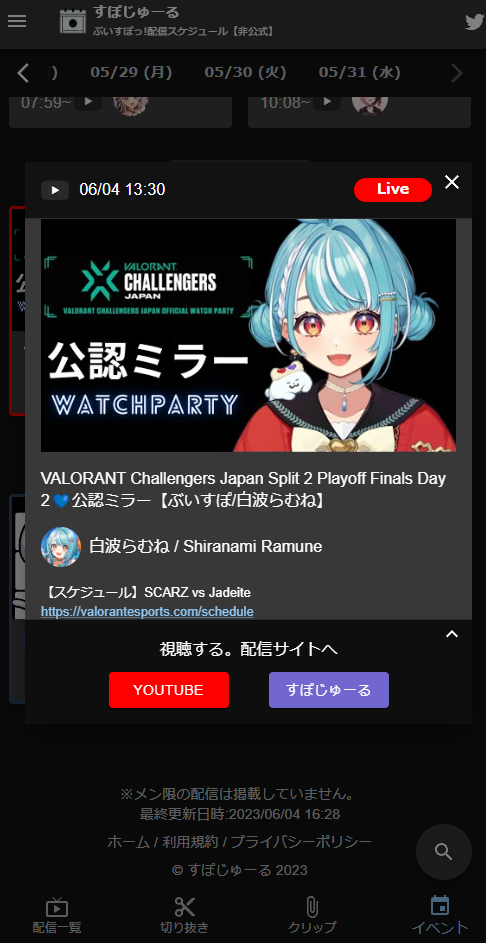 すぽじゅーる
ぶいすぽっ!配信スケジュール【非公式】
) 05/29 (月) 05/30 (火) 05/31 (水)
07:59~ 10:08~
06/04 13:30 Live
VALORANT
CHALLENGERS
JAPAN
VALORANT CHALLENGERS JAPAN OFFICIAL WATCH PARTY
公認ミラー
WATCHPARTY
VALORANT Challengers Japan Split 2 Playoff Finals Day
2💙公認ミラー【ぶいすぽ/白波らむね】
白波らむね / Shiranami Ramune
【スケジュール】SCARZ vs Jadeite
https://valorantesports.com/schedule
視聴する。配信サイトへ
YOUTUBE すぽじゅーる
※メン限の配信は掲載していません。
最終更新日時:2023/06/04 16:28
ホーム / 利用規約 / プライバシーポリシー
© すぽじゅーる 2023
配信一覧 切り抜き クリップ イベント